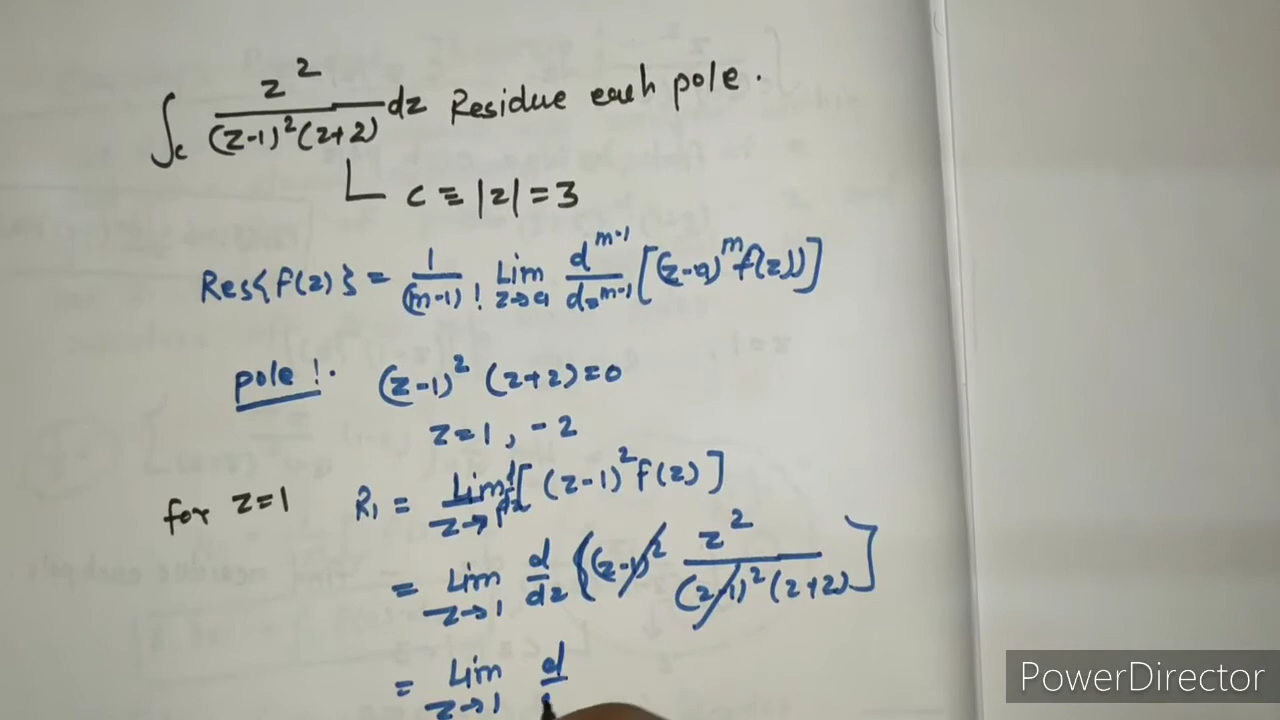 ∫c z² / (z-1)²(z+2) dz Residue each pole.
c ≡ |z| = 3
Res{f(z)} = 1/(m-1)! Lim z→a d^(m-1)/dz^(m-1) [(z-a)^m f(z))]
pole !. (z-1)² (z+2)=0
z=1, -2
for z=1 R₁ = Lim z→1 d/dz [(z-1)² f(z)]
= Lim z→1 d/dz {(z-1)² z² / (z-1)²(z+2)]
= Lim z→1 d
PowerDirector